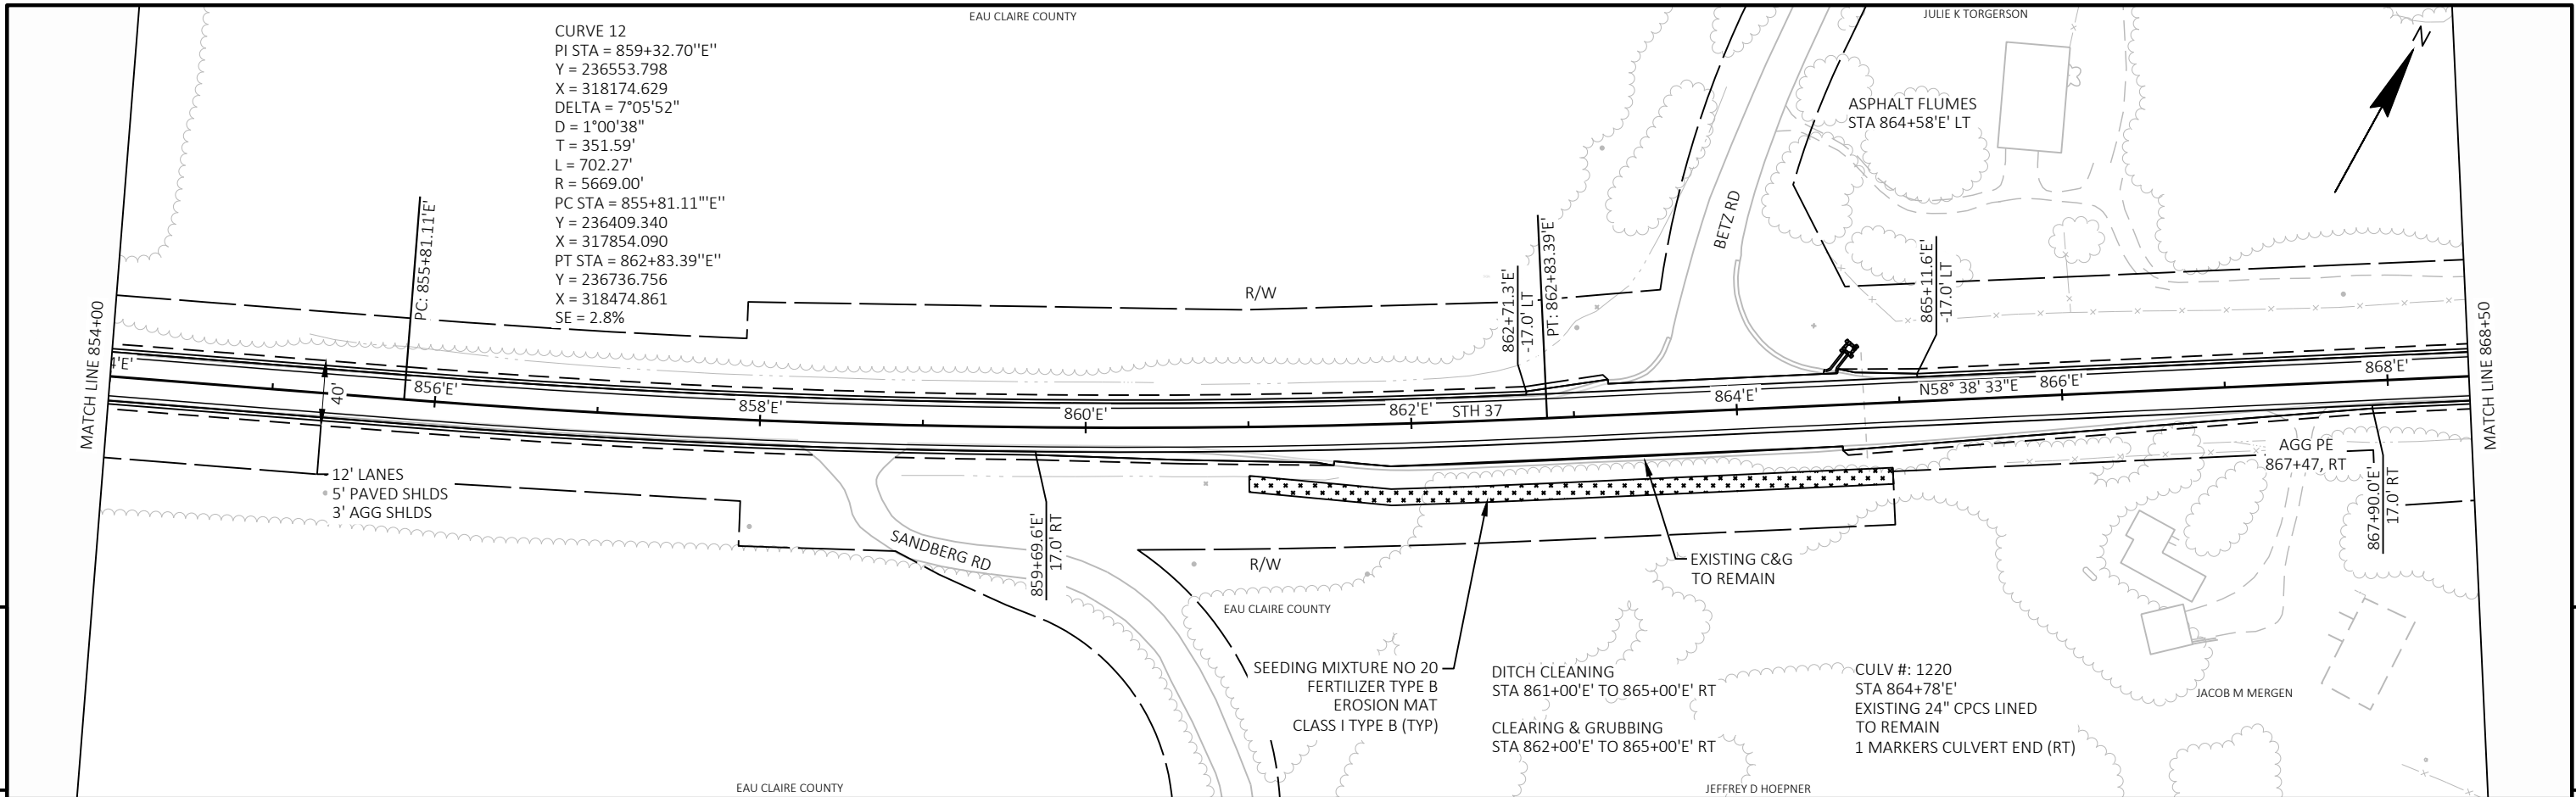 EAU CLAIRE COUNTY
JULIE K TORGERSON
N
CURVE 12
PI STA = 859+32.70"E"
Y = 236553.798
X = 318174.629
DELTA = 7°05'52"
D = 1°00'38"
T = 351.59'
L = 702.27'
R = 5669.00'
PC STA = 855+81.11"'E"
Y = 236409.340
X = 317854.090
PT STA = 862+83.39"E"
Y = 236736.756
X = 318474.861
SE = 2.8%
ASPHALT FLUMES
STA 864+58'E' LT
MATCH LINE 854+00
PC: 855+81.11'E'
R/W
862+71.3'E'
-17.0' LT
PT: 862+83.39'E'
BETZ RD
865+11.6'E'
-17.0' LT
MATCH LINE 868+50
4'E'
40'
856'E'
858'E'
860'E'
862'E'
STH 37
864'E'
N58° 38' 33"E
866'E'
868'E'
12' LANES
5' PAVED SHLDS
3' AGG SHLDS
SANDBERG RD
859+69.6'E'
17.0' RT
R/W
EXISTING C&G
TO REMAIN
AGG PE
867+47, RT
867+90.0'E'
17.0' RT
EAU CLAIRE COUNTY
SEEDING MIXTURE NO 20
FERTILIZER TYPE B
EROSION MAT
CLASS I TYPE B (TYP)
DITCH CLEANING
STA 861+00'E' TO 865+00'E' RT
CLEARING & GRUBBING
STA 862+00'E' TO 865+00'E' RT
CULV #: 1220
STA 864+78'E'
EXISTING 24" CPCS LINED
TO REMAIN
1 MARKERS CULVERT END (RT)
JACOB M MERGEN
EAU CLAIRE COUNTY
JEFFREY D HOEPNER